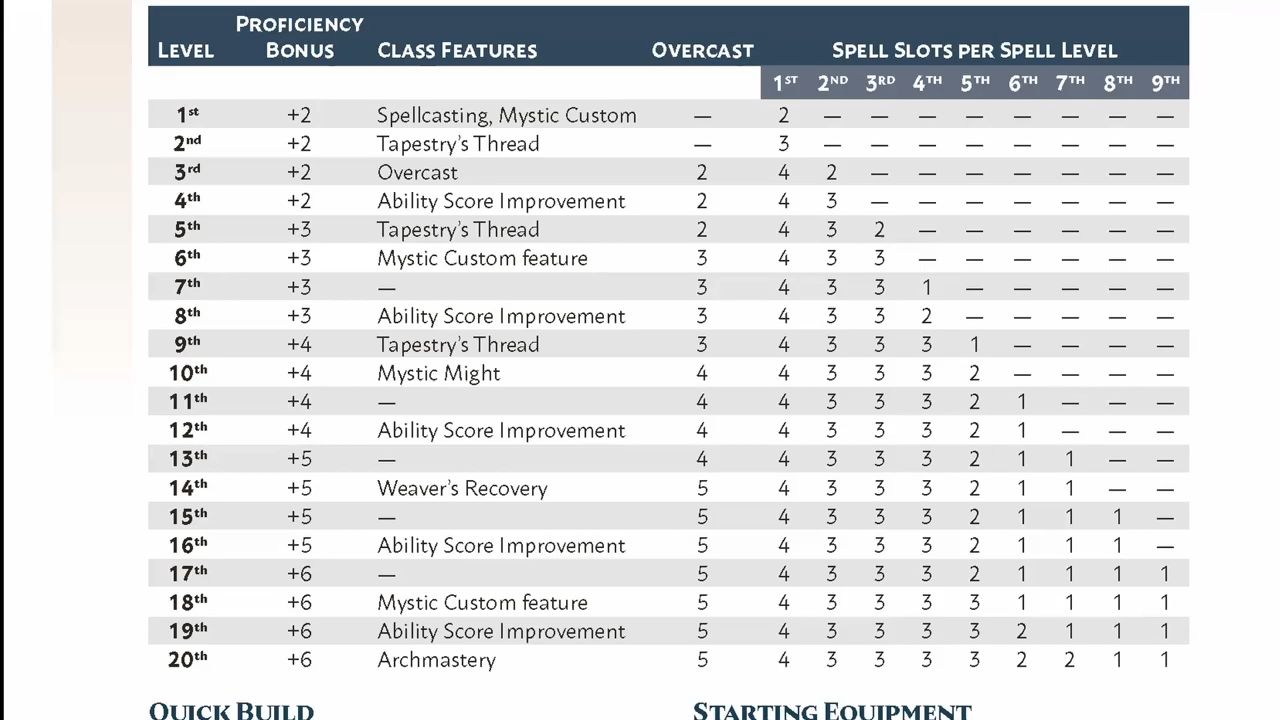 LEVEL PROFICIENCY BONUS CLASS FEATURES OVERCAST SPELL SLOTS PER SPELL LEVEL
1ST 2ND 3RD 4TH 5TH 6TH 7TH 8TH 9TH
1st +2 Spellcasting, Mystic Custom — 2 — — — — — — — —
2nd +2 Tapestry's Thread — 3 — — — — — — — —
3rd +2 Overcast 2 4 2 — — — — — — —
4th +2 Ability Score Improvement 2 4 3 — — — — — — —
5th +3 Tapestry's Thread 2 4 3 2 — — — — — —
6th +3 Mystic Custom feature 3 4 3 3 — — — — — —
7th +3 — 3 4 3 3 1 — — — — —
8th +3 Ability Score Improvement 3 4 3 3 2 — — — — —
9th +4 Tapestry's Thread 3 4 3 3 3 1 — — — —
10th +4 Mystic Might 4 4 3 3 3 2 — — — —
11th +4 — 4 4 3 3 3 2 1 — — —
12th +4 Ability Score Improvement 4 4 3 3 3 2 1 — — —
13th +5 — 4 4 3 3 3 2 1 1 — —
14th +5 Weaver's Recovery 5 4 3 3 3 2 1 1 — —
15th +5 — 5 4 3 3 3 2 1 1 1 —
16th +5 Ability Score Improvement 5 4 3 3 3 2 1 1 1 —
17th +6 — 5 4 3 3 3 2 1 1 1 1
18th +6 Mystic Custom feature 5 4 3 3 3 3 1 1 1 1
19th +6 Ability Score Improvement 5 4 3 3 3 3 2 1 1 1
20th +6 Archmastery 5 4 3 3 3 3 2 2 1 1
QUICK BUILD STARTING EQUIPMENT